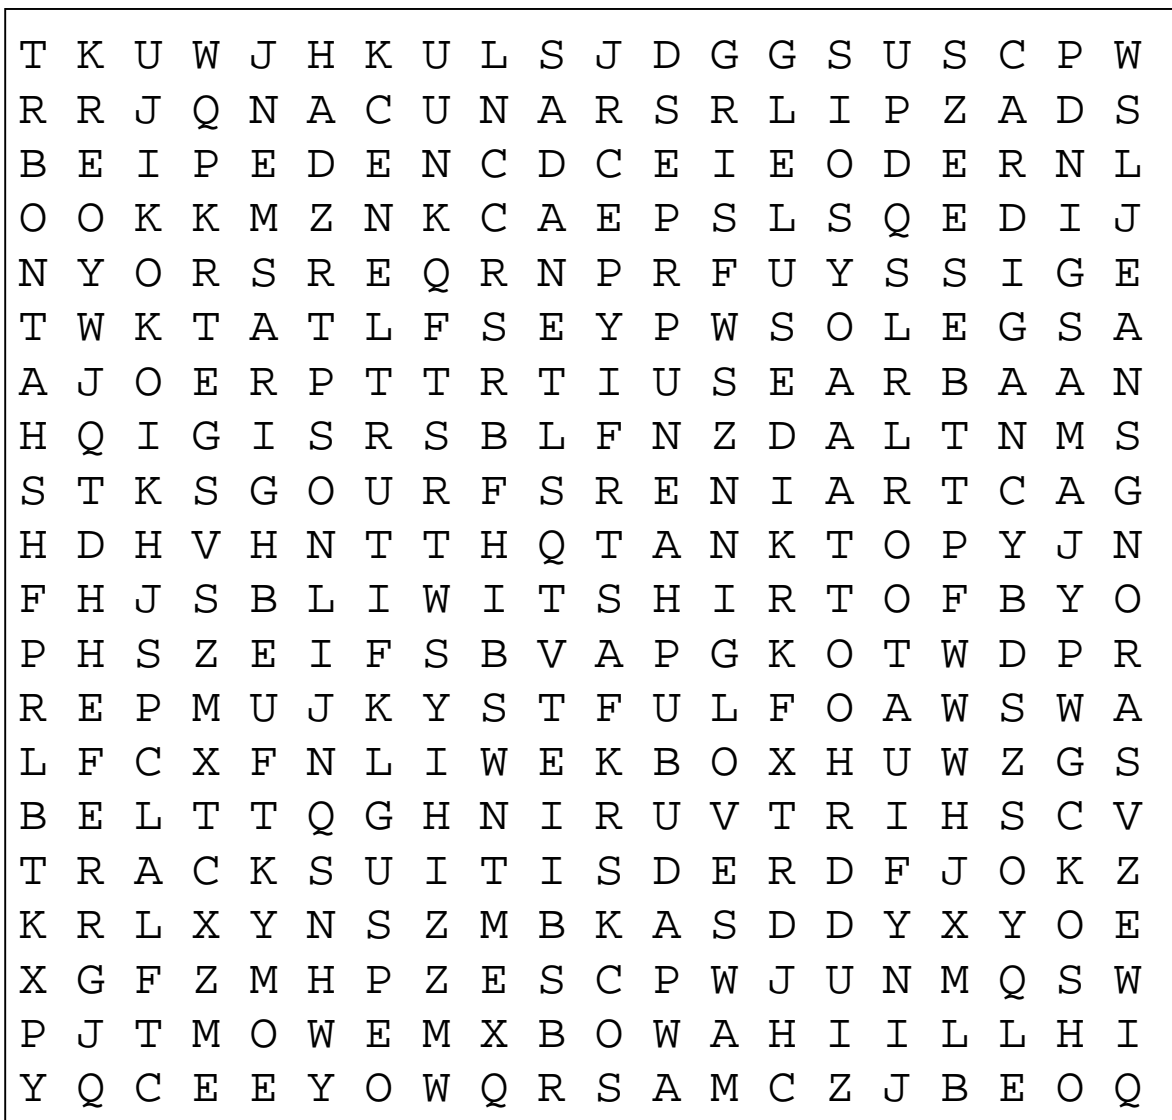 T K U W J H K U L S J D G G S U S C P W
R R J Q N A C U N A R S R L I P Z A D S
B E I P E D E N C D C E I E O D E R N L
O O K K M Z N K C A E P S L S Q E D I J
N Y O R S R E Q R N P R F U Y S S I G E
T W K T A T L F S E Y P W S O L E G S A
A J O E R P T T R T I U S E A R B A A N
H Q I G I S R S B L F N Z D A L T N M S
S T K S G O U R F S R E N I A R T C A G
H D H V H N T T H Q T A N K T O P Y J N
F H J S B L I W I T S H I R T O F B Y O
P H S Z E I F S B V A P G K O T W D P R
R E P M U J K Y S T F U L F O A W S W A
L F C X F N L I W E K B O X H U W Z G S
B E L T T Q G H N I R U V T R I H S C V
T R A C K S U I T I S D E R D F J O K Z
K R L X Y N S Z M B K A S D D Y X Y O E
X G F Z M H P Z E S C P W J U N M Q S W
P J T M O W E M X B O W A H I I L L H I
Y Q C E E Y O W Q R S A M C Z J B E O Q